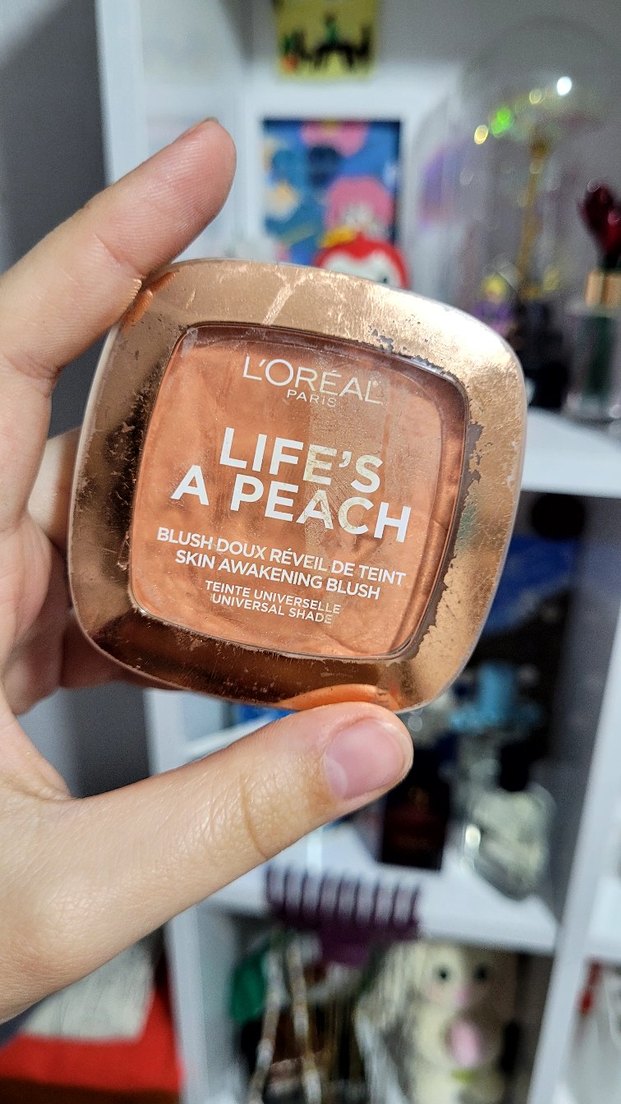 L'ORÉAL
PARIS
LIFE'S
A PEACH
BLUSH DOUX RÉVEIL DE TEINT
SKIN AWAKENING BLUSH
TEINTE UNIVERSELLE
UNIVERSAL SHADE